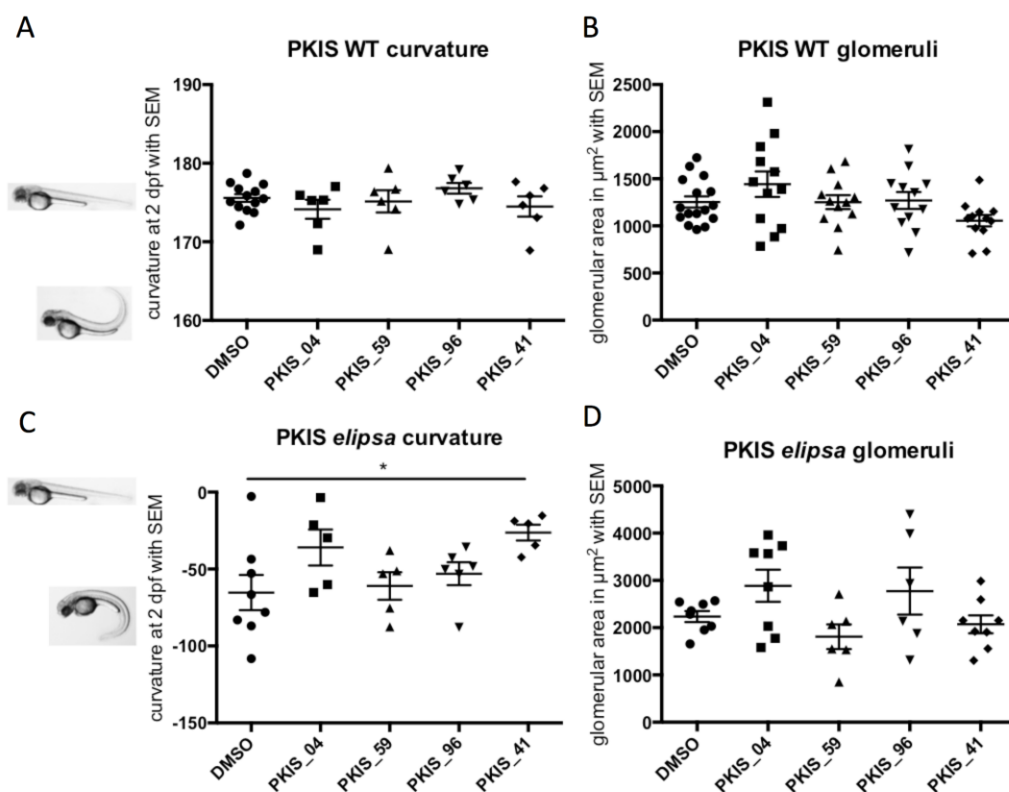 A
PKIS WT curvature
curvature at 2 dpf with SEM
190
180
170
160
DMSO
PKIS_04
PKIS_59
PKIS_96
PKIS_41
B
PKIS WT glomeruli
glomerular area in µm² with SEM
2500
2000
1500
1000
500
0
DMSO
PKIS_04
PKIS_59
PKIS_96
PKIS_41
C
PKIS elipsa curvature
*
curvature at 2 dpf with SEM
0
-50
-100
-150
DMSO
PKIS_04
PKIS_59
PKIS_96
PKIS_41
D
PKIS elipsa glomeruli
glomerular area in µm² with SEM
5000
4000
3000
2000
1000
0
DMSO
PKIS_04
PKIS_59
PKIS_96
PKIS_41